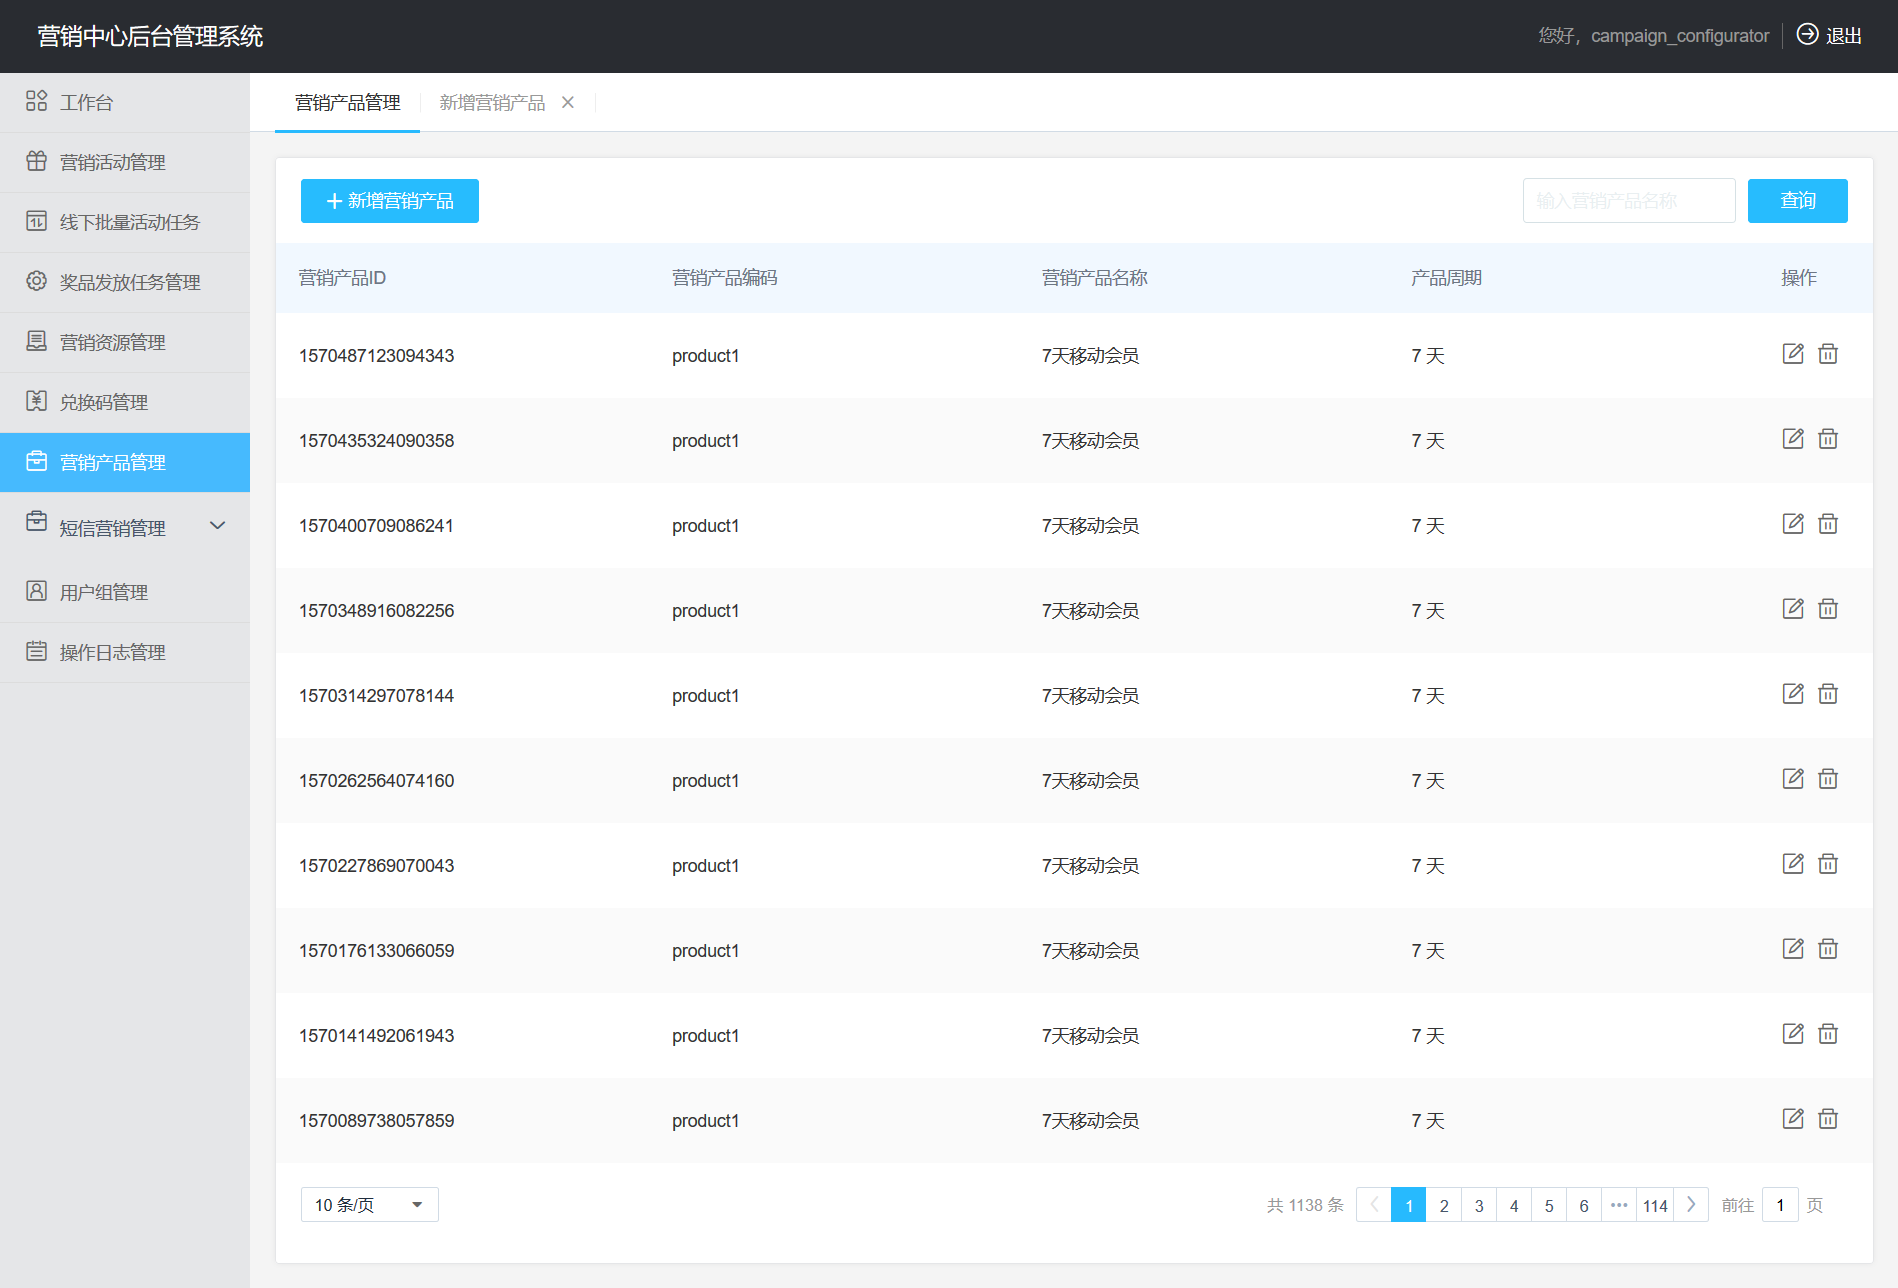 营销中心后台管理系统
您好，campaign_configurator
退出
工作台
营销活动管理
线下批量活动任务
奖品发放任务管理
营销资源管理
兑换码管理
营销产品管理
短信营销管理
用户组管理
操作日志管理
营销产品管理 新增营销产品
新增营销产品
输入营销产品名称 查询
营销产品ID 营销产品编码 营销产品名称 产品周期 操作
1570487123094343 product1 7天移动会员 7 天
1570435324090358 product1 7天移动会员 7 天
1570400709086241 product1 7天移动会员 7 天
1570348916082256 product1 7天移动会员 7 天
1570314297078144 product1 7天移动会员 7 天
1570262564074160 product1 7天移动会员 7 天
1570227869070043 product1 7天移动会员 7 天
1570176133066059 product1 7天移动会员 7 天
1570141492061943 product1 7天移动会员 7 天
1570089738057859 product1 7天移动会员 7 天
10 条/页 共 1138 条 1 2 3 4 5 6 ••• 114 前往 1 页